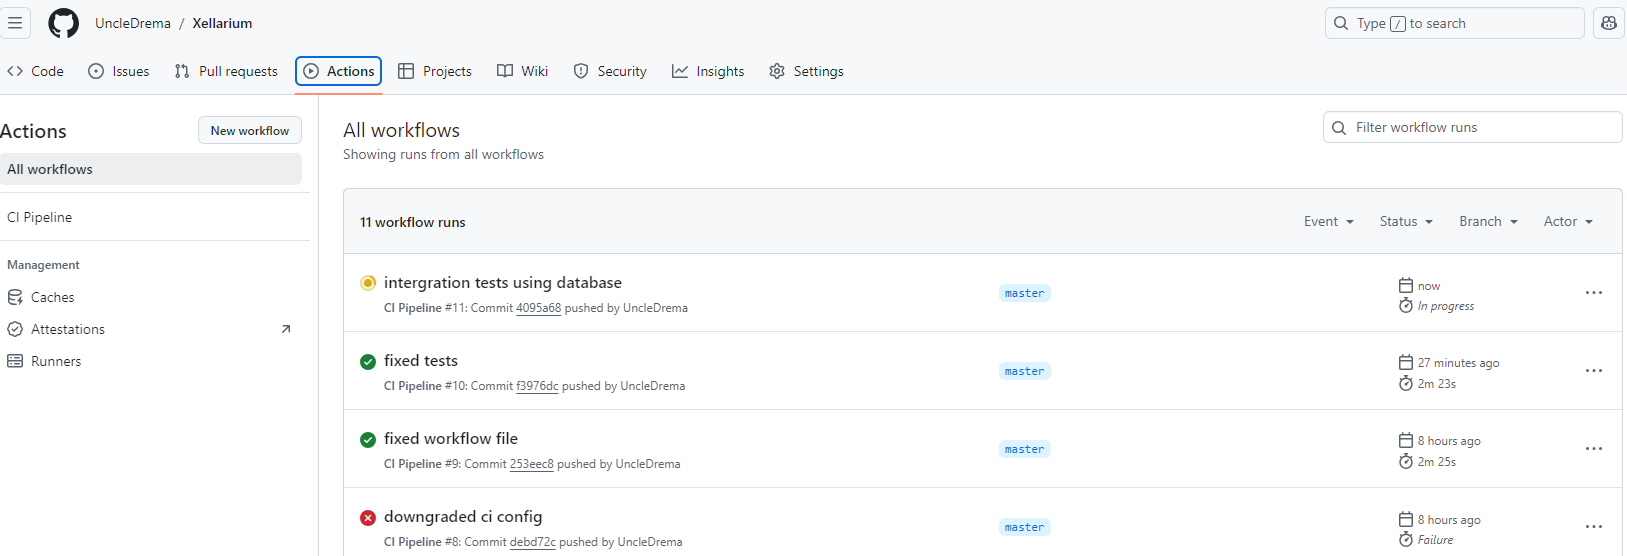 UncleDrema / Xellarium
Type / to search
Code Issues Pull requests Actions Projects Wiki Security Insights Settings
Actions
New workflow
All workflows
CI Pipeline
Management
Caches
Attestations
Runners
All workflows
Showing runs from all workflows
Filter workflow runs
11 workflow runs
Event Status Branch Actor
intergration tests using database
CI Pipeline #11: Commit 4095a68 pushed by UncleDrema
master
now
In progress
fixed tests
CI Pipeline #10: Commit f3976dc pushed by UncleDrema
master
27 minutes ago
2m 23s
fixed workflow file
CI Pipeline #9: Commit 253eec8 pushed by UncleDrema
master
8 hours ago
2m 25s
downgraded ci config
CI Pipeline #8: Commit debd72c pushed by UncleDrema
master
8 hours ago
Failure